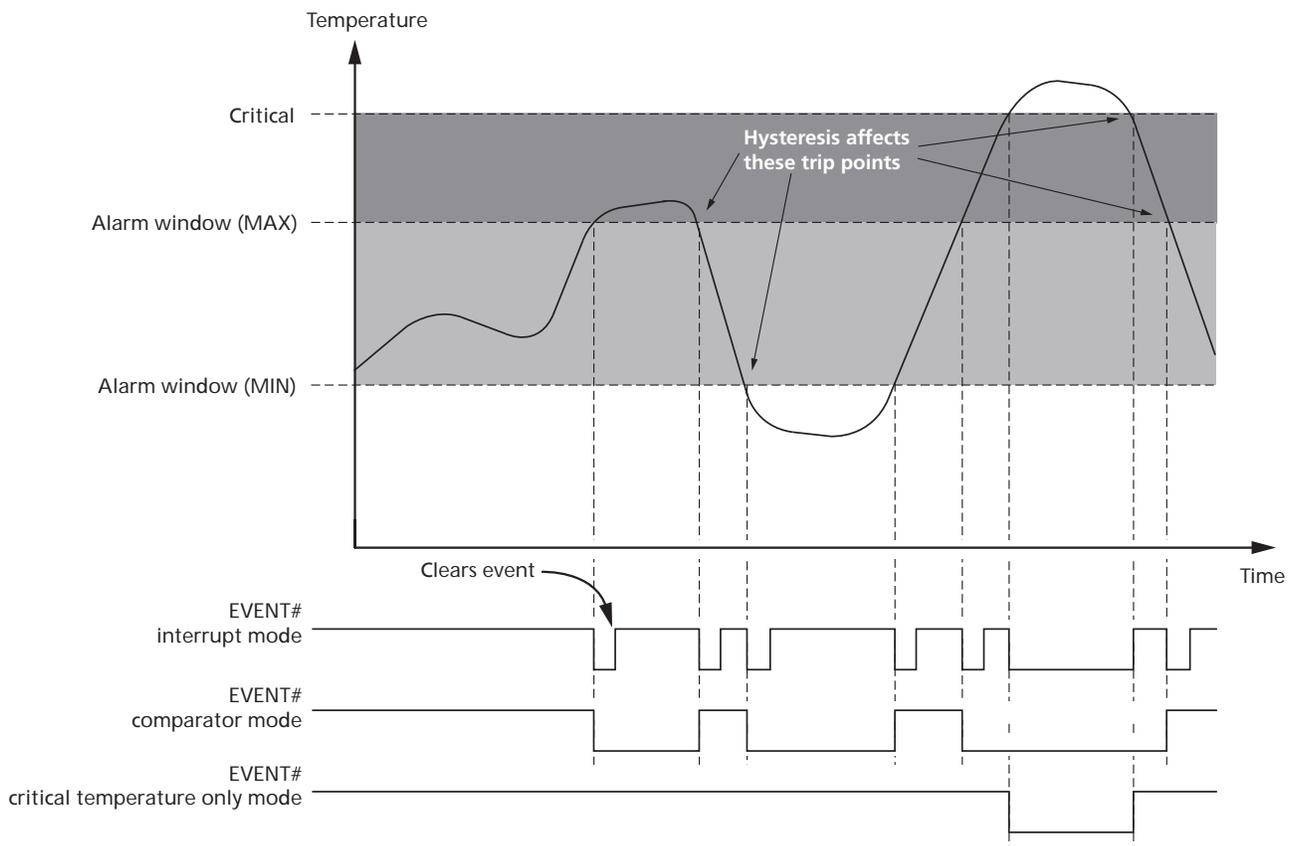 Temperature
Critical
Hysteresis affects
these trip points
Alarm window (MAX)
Alarm window (MIN)
Clears event
Time
EVENT#
interrupt mode
EVENT#
comparator mode
EVENT#
critical temperature only mode